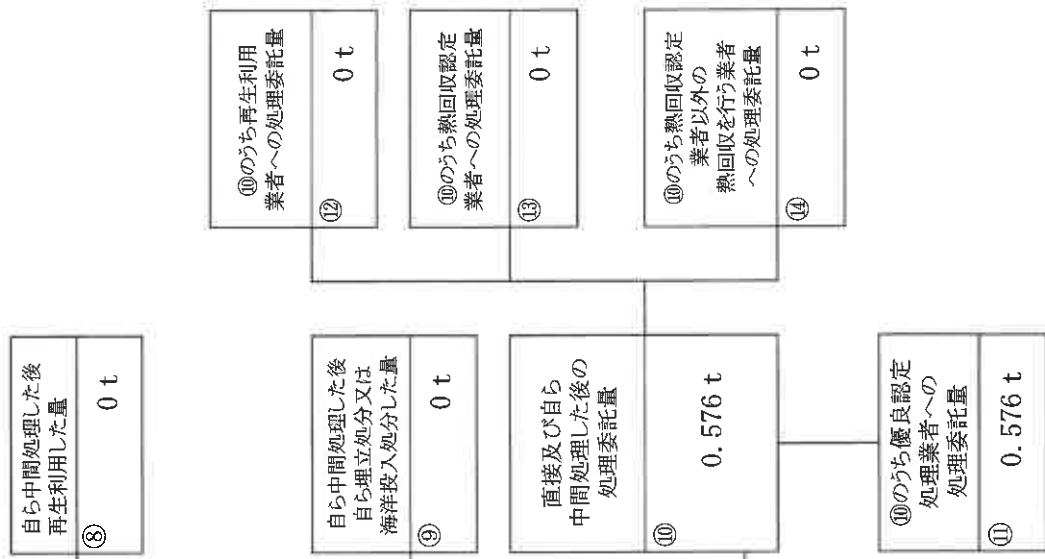 自ら中間処理した後
再生利用した量
⑧
0 t
自ら中間処理した後
自ら埋立処分又は
海洋投入処分した量
⑨
0 t
直接及び自ら
中間処理した後の
処理委託量
⑩
0.576 t
⑩のうち優良認定
処理業者への
処理委託量
⑪
0.576 t
⑩のうち再生利用
業者への処理委託量
⑫
0 t
⑩のうち熱回収認定
業者への処理委託量
⑬
0 t
⑩のうち熱回収認定
業者以外の
熱回収を行う業者
への処理委託量
⑭
0 t